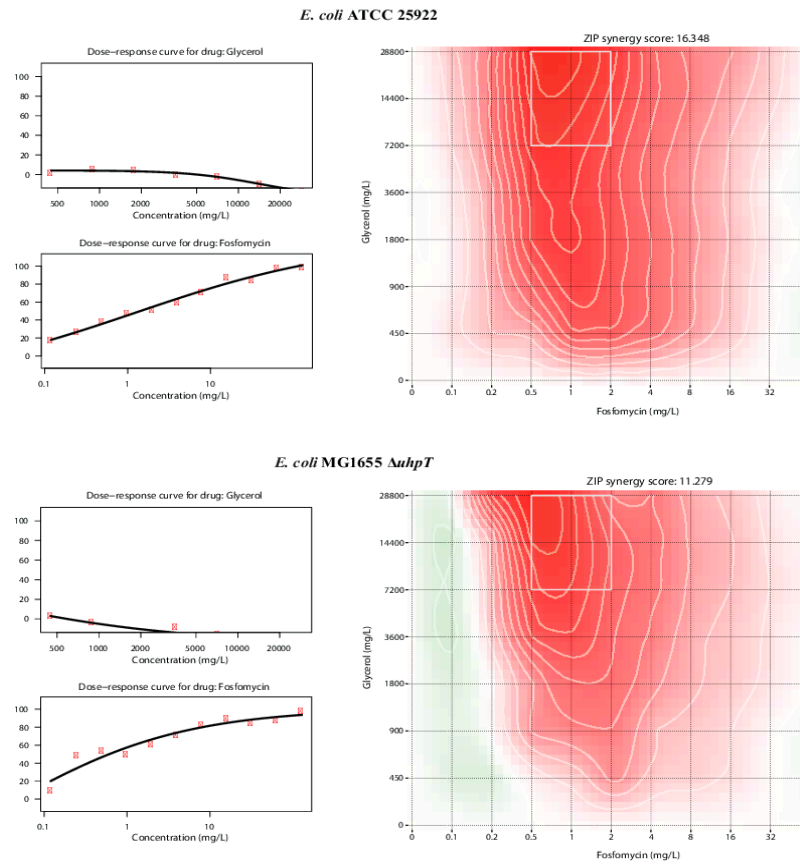 E. coli ATCC 25922
Dose−response curve for drug: Glycerol
100
80
60
40
20
0
500 1000 2000 5000 10000 20000
Concentration (mg/L)
Dose−response curve for drug: Fosfomycin
100
80
60
40
20
0
0.1 1 10
Concentration (mg/L)
ZIP synergy score: 16.348
28800
14400
7200
3600
1800
900
450
0
Glycerol (mg/L)
0 0.1 0.2 0.5 1 2 4 8 16 32
Fosfomycin (mg/L)
E. coli MG1655 ΔuhpT
Dose−response curve for drug: Glycerol
100
80
60
40
20
0
500 1000 2000 5000 10000 20000
Concentration (mg/L)
Dose−response curve for drug: Fosfomycin
100
80
60
40
20
0
0.1 1 10
Concentration (mg/L)
ZIP synergy score: 11.279
28800
14400
7200
3600
1800
900
450
0
Glycerol (mg/L)
0 0.1 0.2 0.5 1 2 4 8 16 32
Fosfomycin (mg/L)